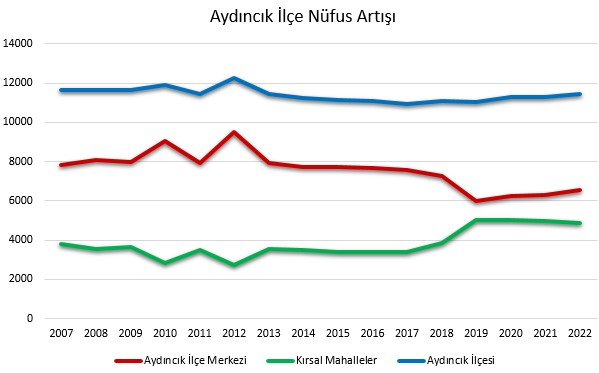 Aydıncık İlçe Nüfus Artışı
14000
12000
10000
8000
6000
4000
2000
0
2007 2008 2009 2010 2011 2012 2013 2014 2015 2016 2017 2018 2019 2020 2021 2022
Aydıncık İlçe Merkezi Kırsal Mahalleler Aydıncık İlçesi